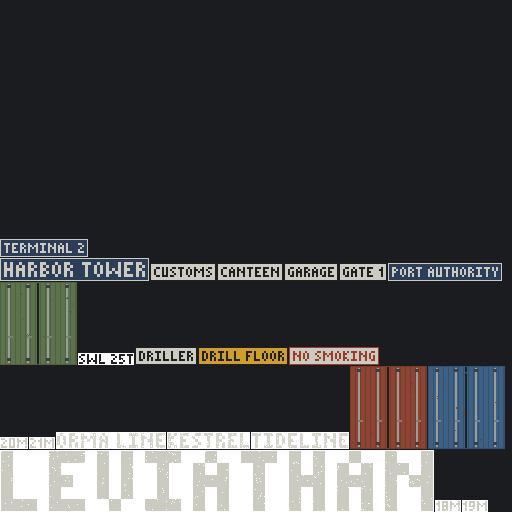 TERMINAL 2
HARBOR TOWER CUSTOMS CANTEEN GARAGE GATE 1 PORT AUTHORITY
SWL 25T DRILLER DRILL FLOOR NO SMOKING
20M 21M ORMA LINE KESTREL TIDELINE
LEVIATHAN 18M 19M